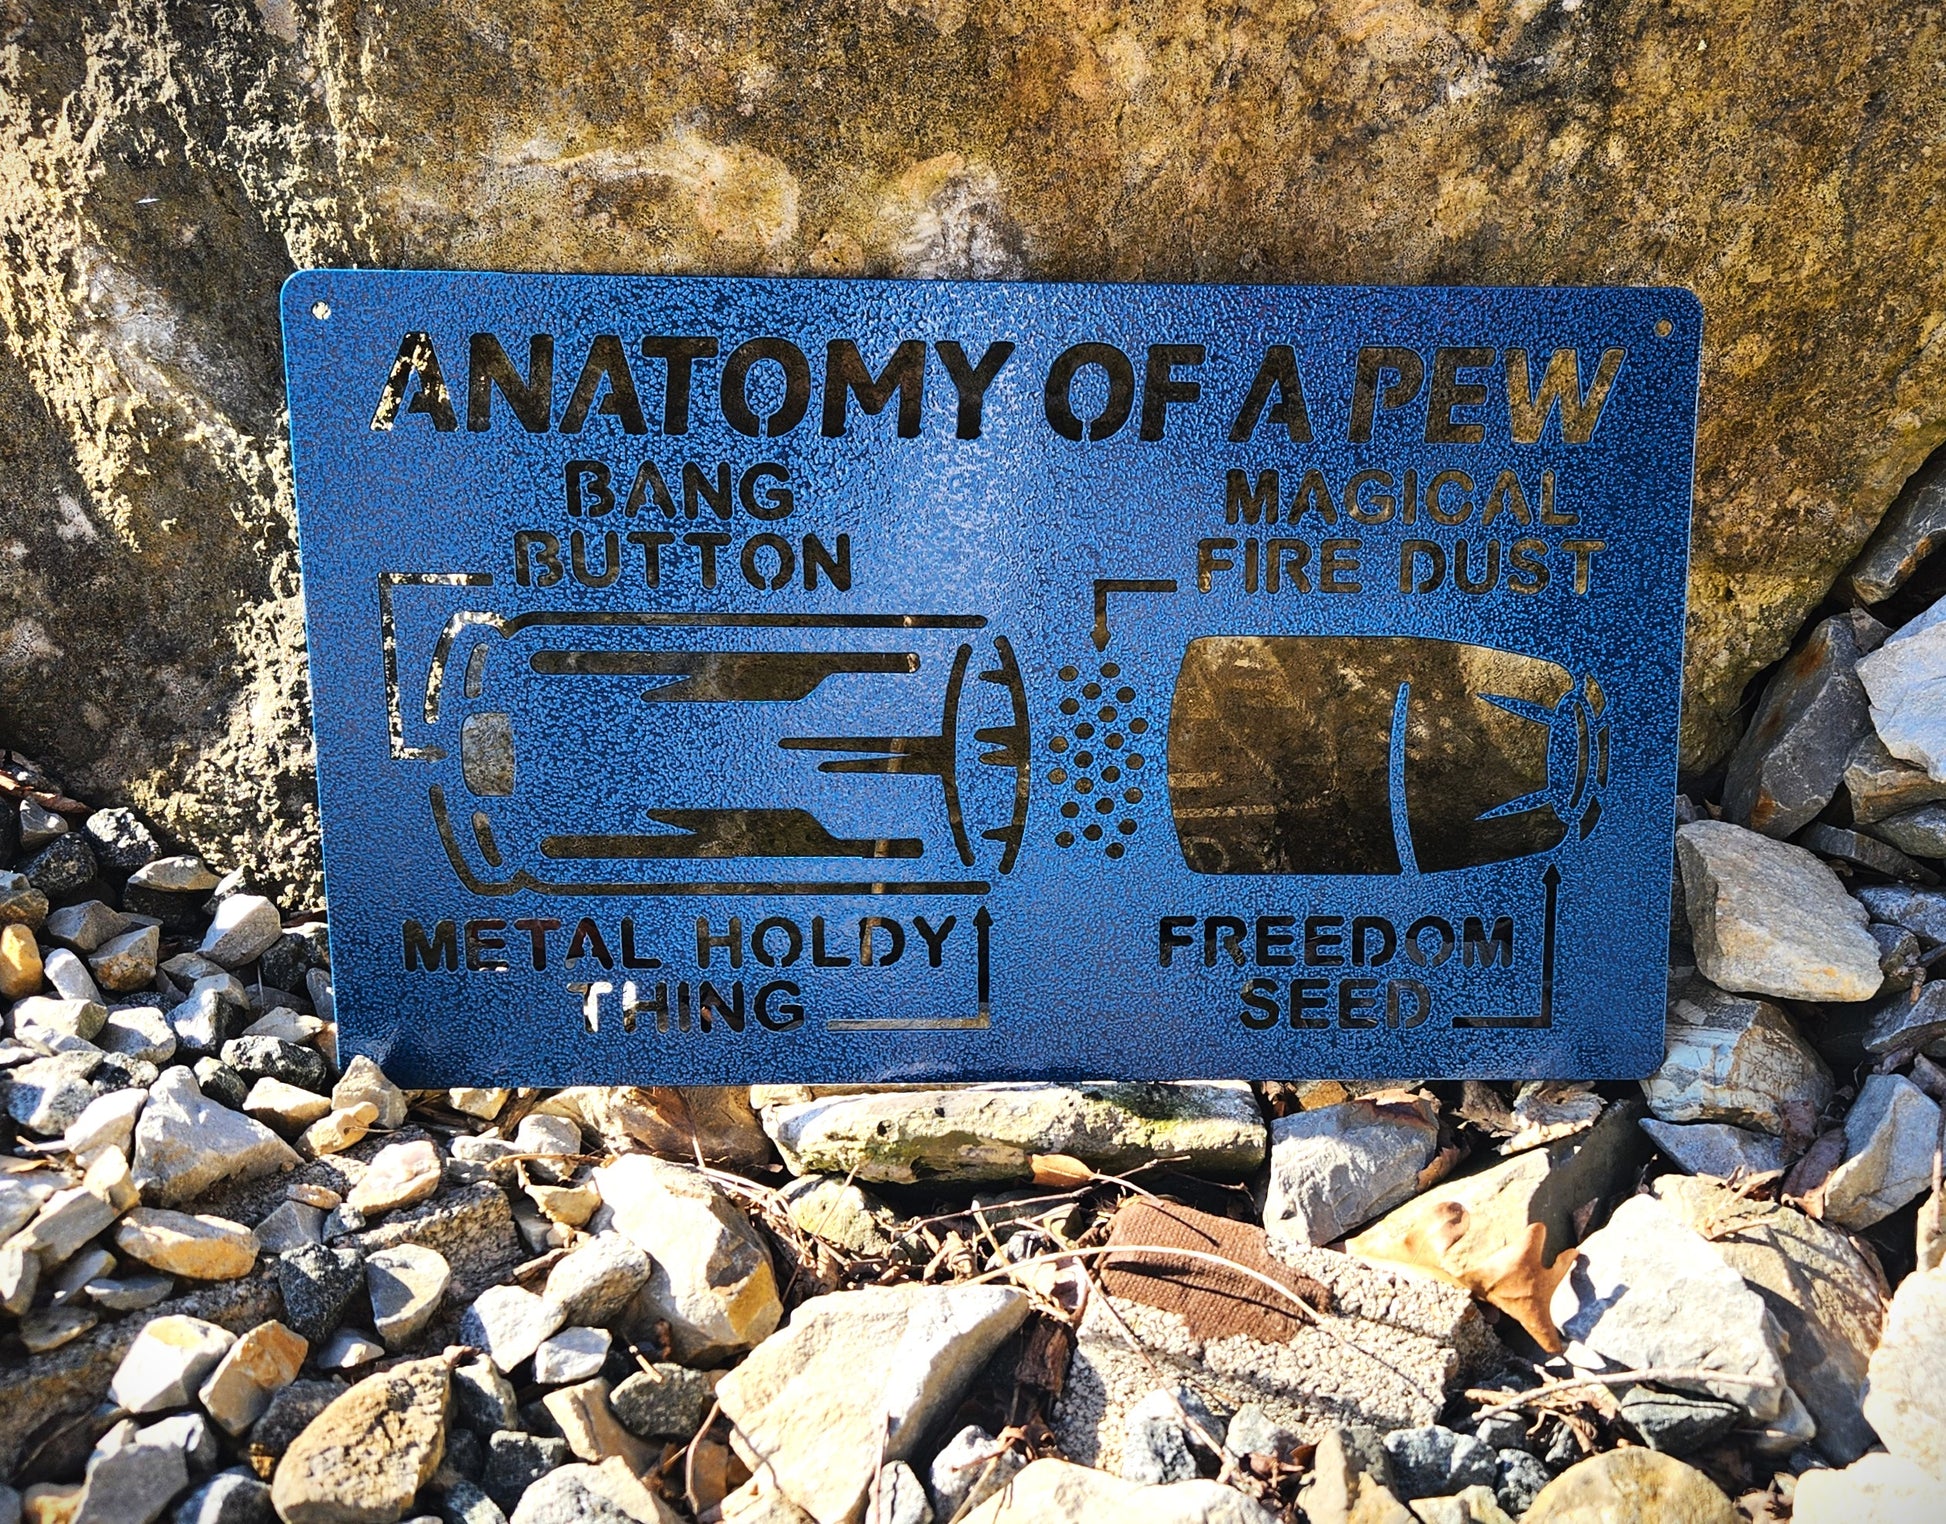 ANATOMY OF A PEW
BANG
BUTTON
MAGICAL
FIRE DUST
METAL HOLDY
THING
FREEDOM
SEED